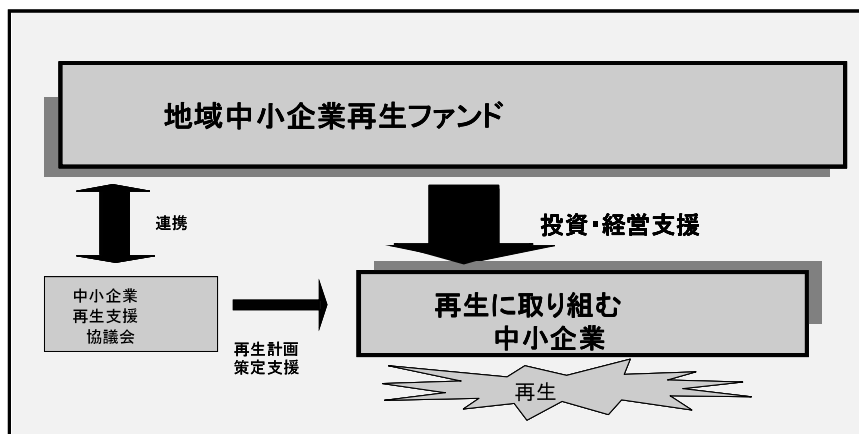 地域中小企業再生ファンド
連携
投資・経営支援
中小企業
再生支援
協議会
再生計画
策定支援
再生に取り組む
中小企業
再生